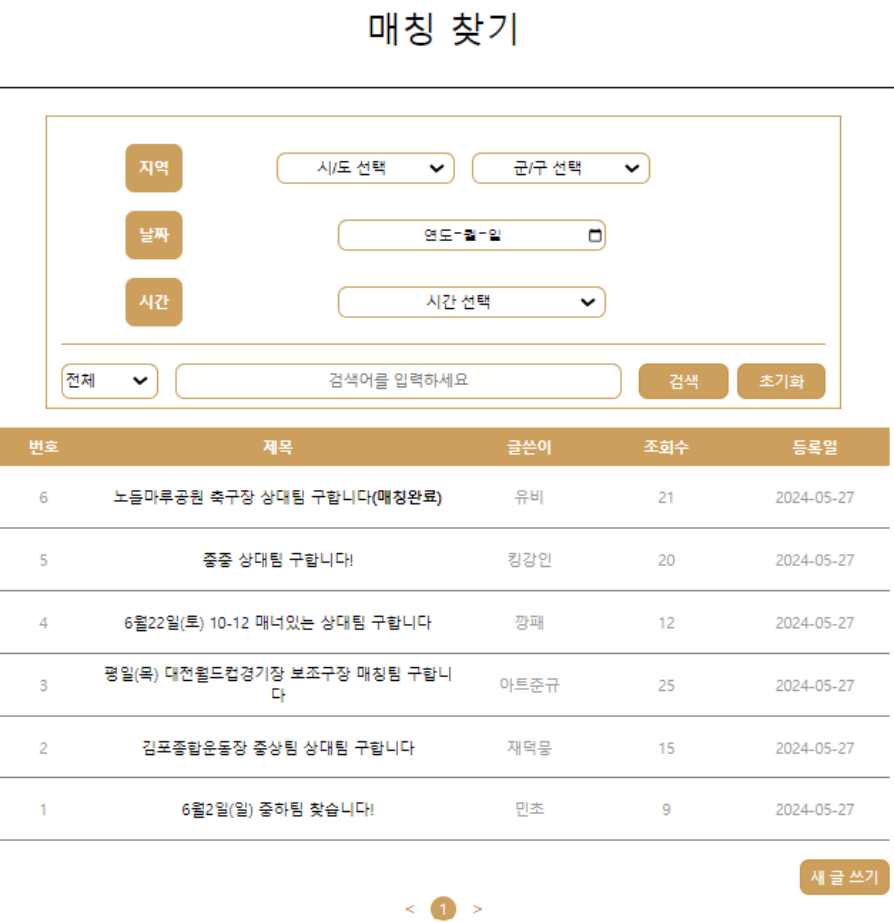 매칭 찾기
지역 시/도 선택 군/구 선택
날짜 연도-월-일
시간 시간 선택
전체 검색어를 입력하세요 검색 초기화
번호 제목 글쓴이 조회수 등록일
6 노들마루공원 축구장 상대팀 구합니다(매칭완료) 유비 21 2024-05-27
5 중중 상대팀 구합니다! 킹강인 20 2024-05-27
4 6월22일(토) 10-12 매너있는 상대팀 구합니다 깡패 12 2024-05-27
3 평일(목) 대전월드컵경기장 보조구장 매칭팀 구합니
다 아트준규 25 2024-05-27
2 김포종합운동장 중상팀 상대팀 구합니다 재덕뭉 15 2024-05-27
1 6월2일(일) 중하팀 찾습니다! 민초 9 2024-05-27
새 글 쓰기
< 1 >